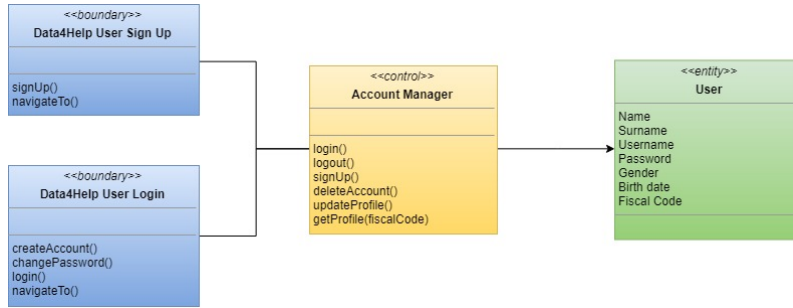 <<boundary>>
Data4Help User Sign Up
signUp()
navigateTo()
<<boundary>>
Data4Help User Login
createAccount()
changePassword()
login()
navigateTo()
<<control>>
Account Manager
login()
logout()
signUp()
deleteAccount()
updateProfile()
getProfile(fiscalCode)
<<entity>>
User
Name
Surname
Username
Password
Gender
Birth date
Fiscal Code